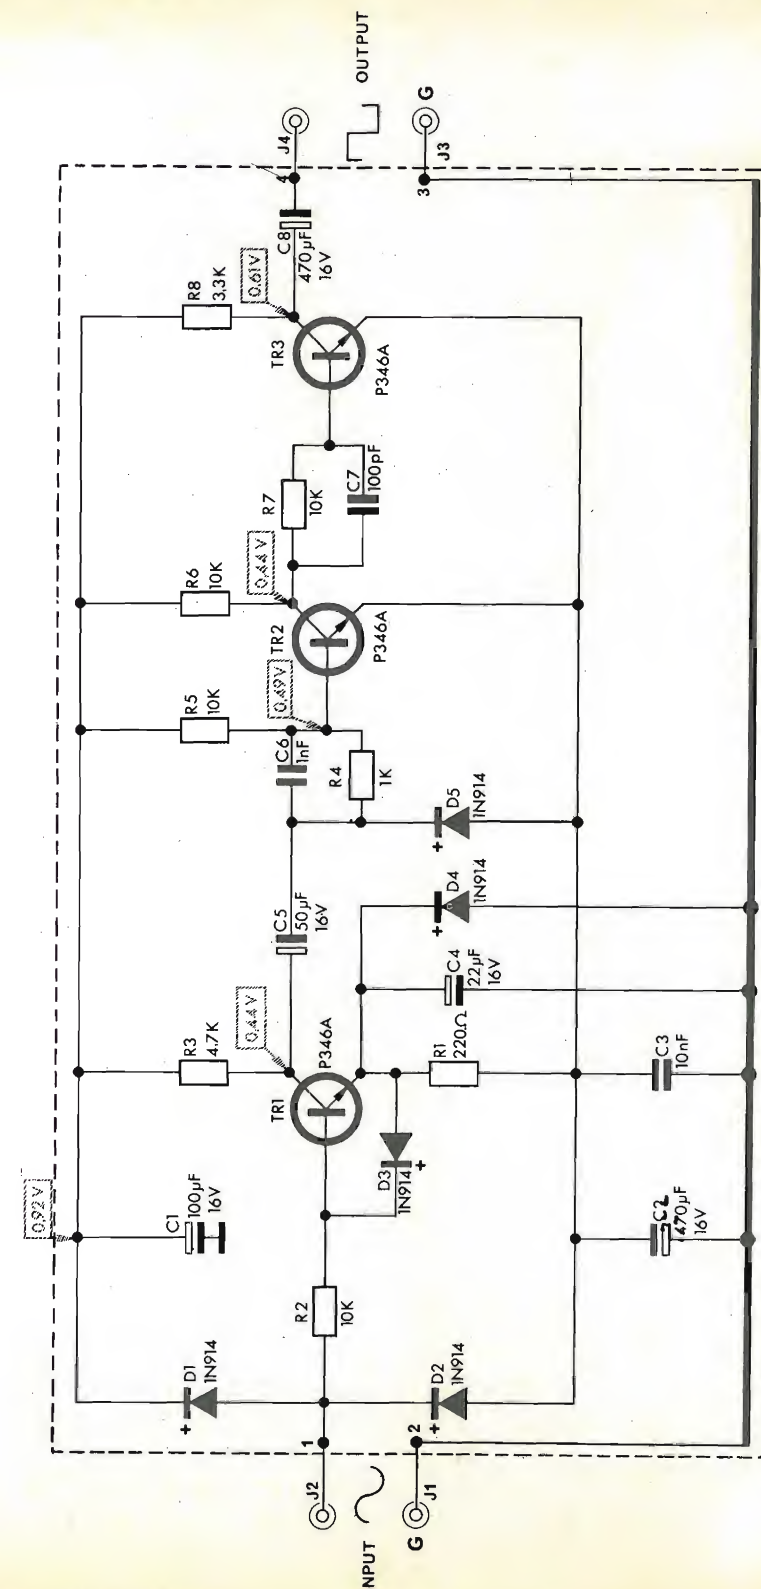 NPUT
J2
1
G
J1
2
D1
1N914
D2
1N914
R2
10K
0.92 V
C1
100µF
16V
C2
470µF
16V
D3
1N914
TR1
P346A
R3
4.7K
0.44 V
R1
220Ω
C3
10nF
C4
22µF
16V
D4
1N914
C5
50µF
16V
D5
1N914
R4
1K
C6
1nF
R5
10K
0.49V
TR2
P346A
R6
10K
0.44 V
R7
10K
C7
100pF
TR3
P346A
R8
3.3K
0.61V
C8
470µF
16V
4
J4
3
J3
G
OUTPUT